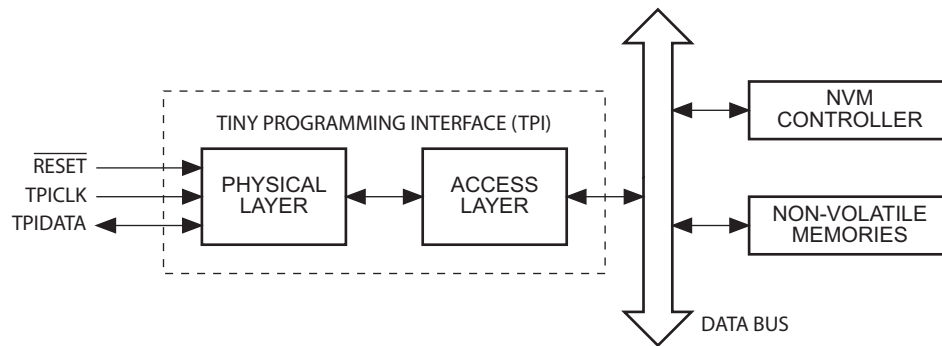 TINY PROGRAMMING INTERFACE (TPI)
RESET
TPICLK
TPIDATA
PHYSICAL
LAYER
ACCESS
LAYER
NVM
CONTROLLER
NON-VOLATILE
MEMORIES
DATA BUS